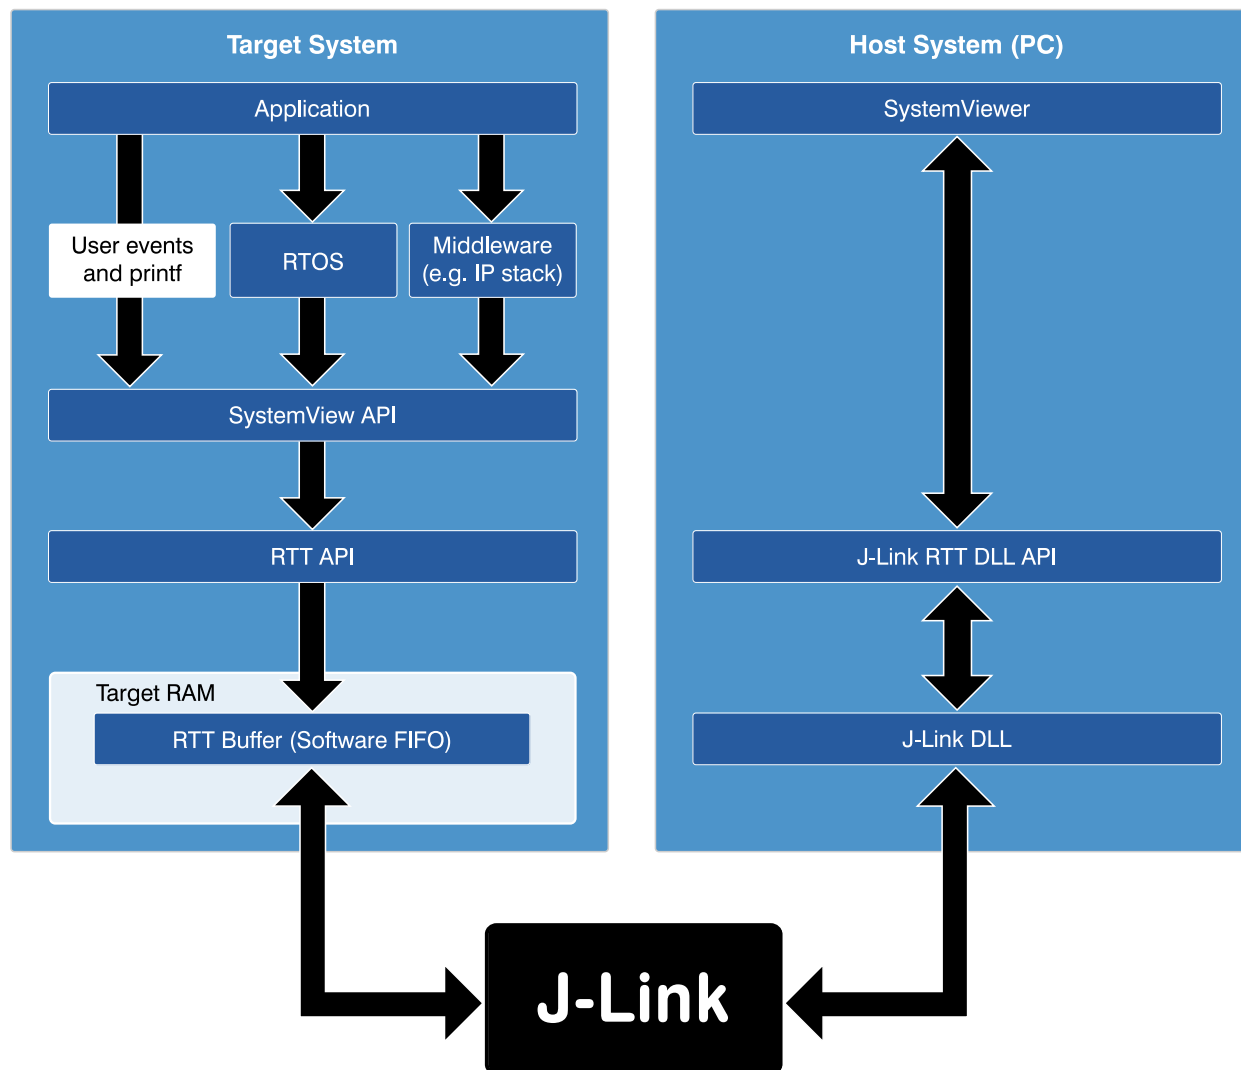 Target System
Application
User events
and printf
RTOS
Middleware
(e.g. IP stack)
SystemView API
RTT API
Target RAM
RTT Buffer (Software FIFO)
Host System (PC)
SystemViewer
J-Link RTT DLL API
J-Link DLL
J-Link